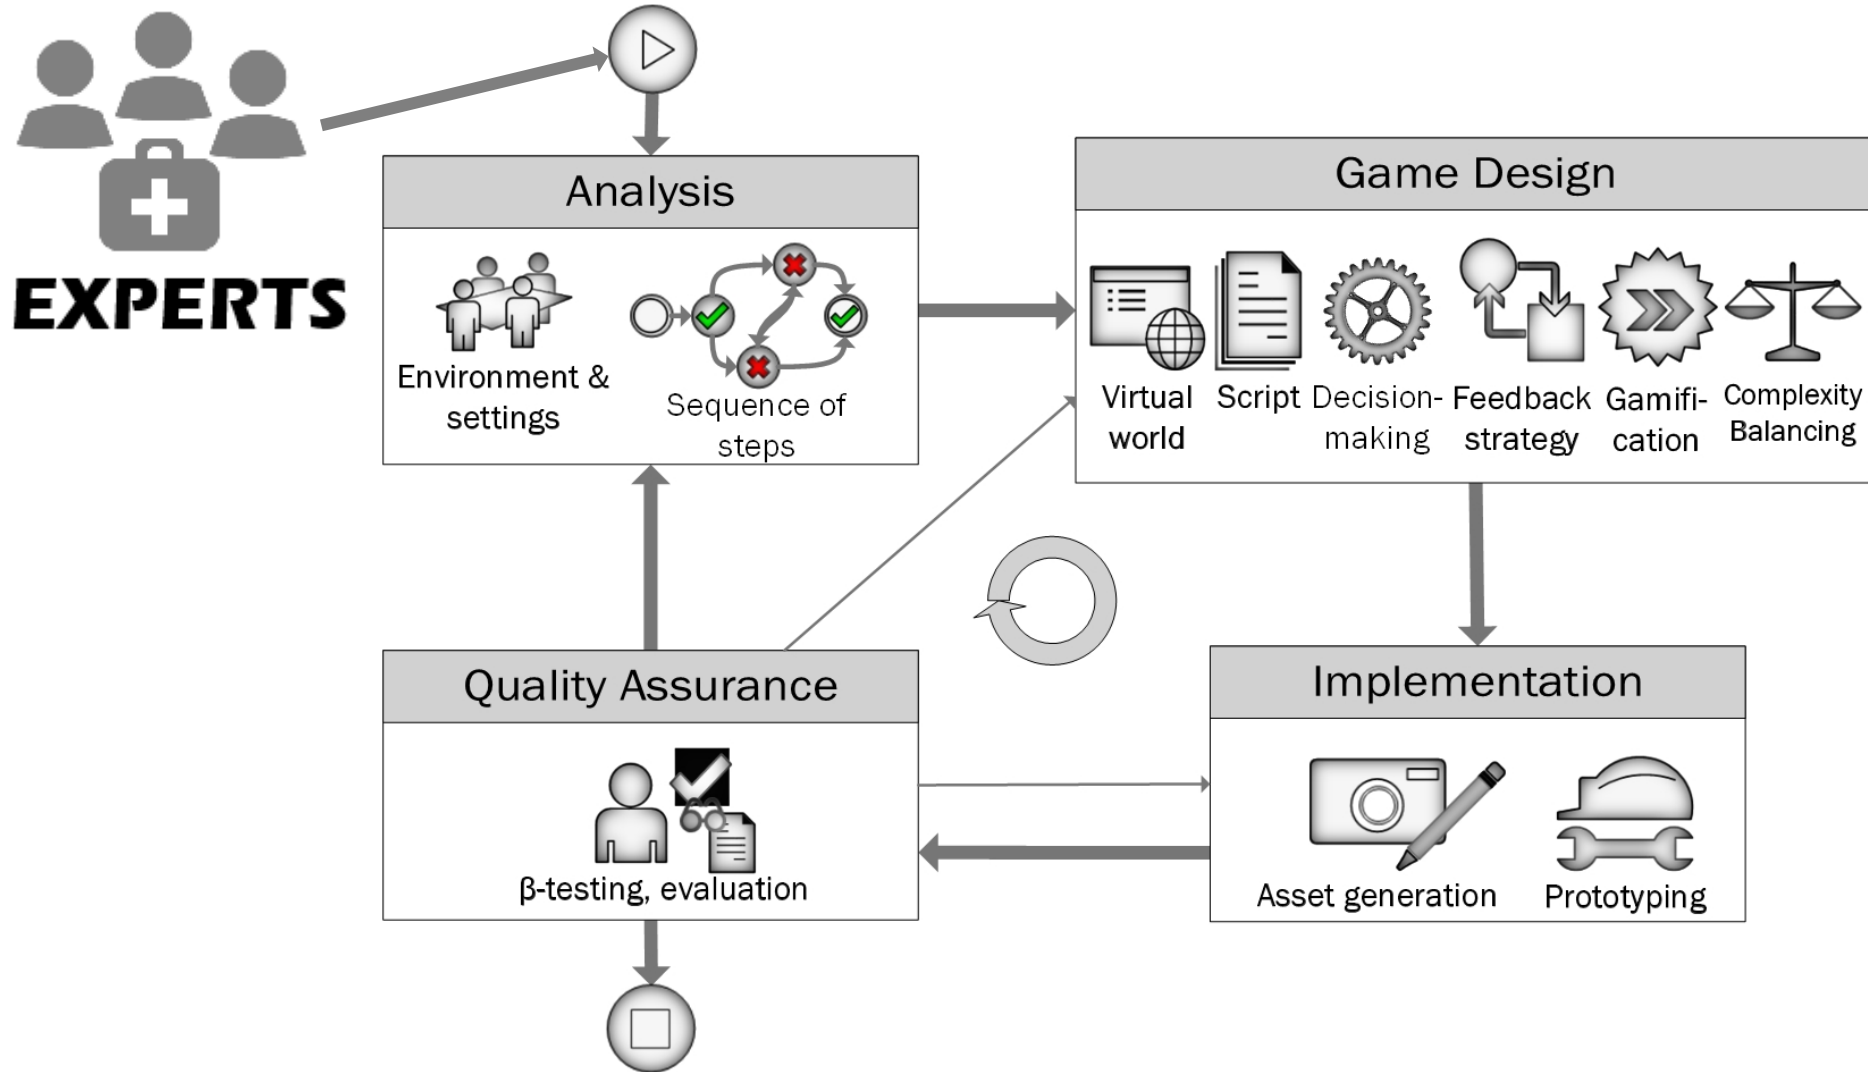 EXPERTS
Analysis
Environment &
settings
Sequence of
steps
Game Design
Virtual
world
Script
Decision-
making
Feedback
strategy
Gamifi-
cation
Complexity
Balancing
Quality Assurance
β-testing, evaluation
Implementation
Asset generation
Prototyping